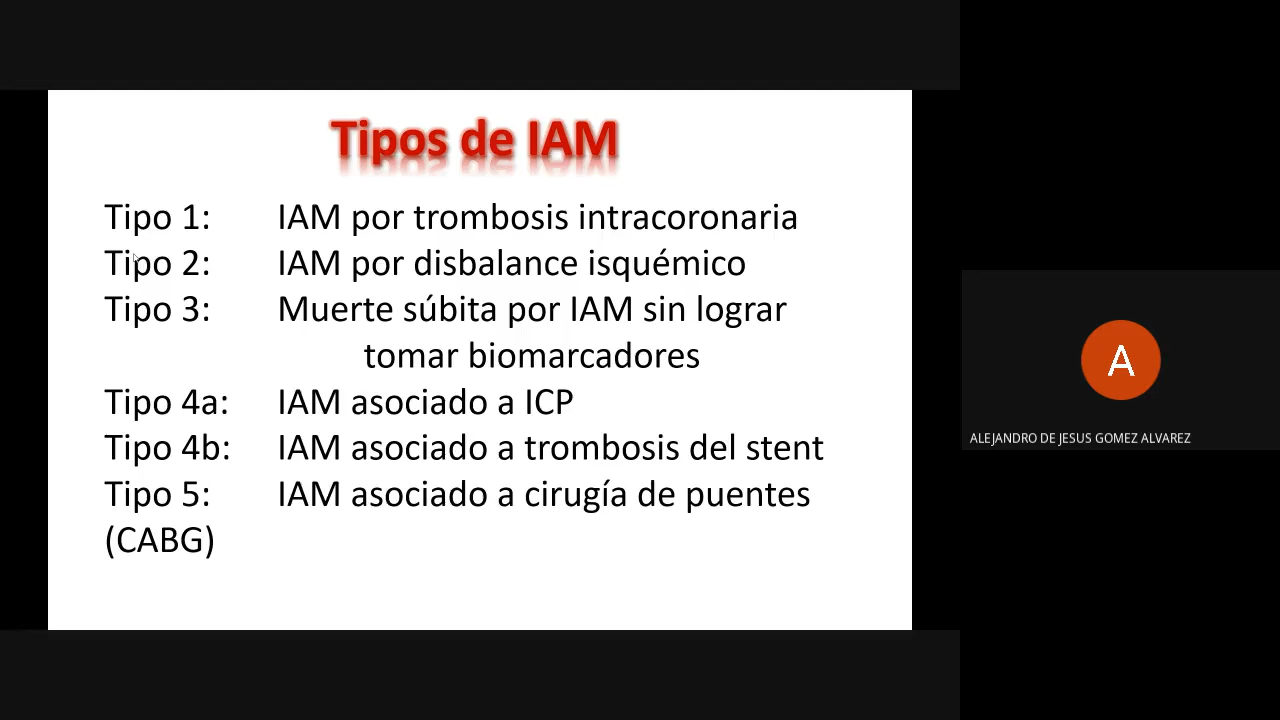 Tipos de IAM
Tipo 1: IAM por trombosis intracoronaria
Tipo 2: IAM por disbalance isquémico
Tipo 3: Muerte súbita por IAM sin lograr
tomar biomarcadores
Tipo 4a: IAM asociado a ICP
Tipo 4b: IAM asociado a trombosis del stent
Tipo 5: IAM asociado a cirugía de puentes
(CABG)
A
ALEJANDRO DE JESUS GOMEZ ALVAREZ